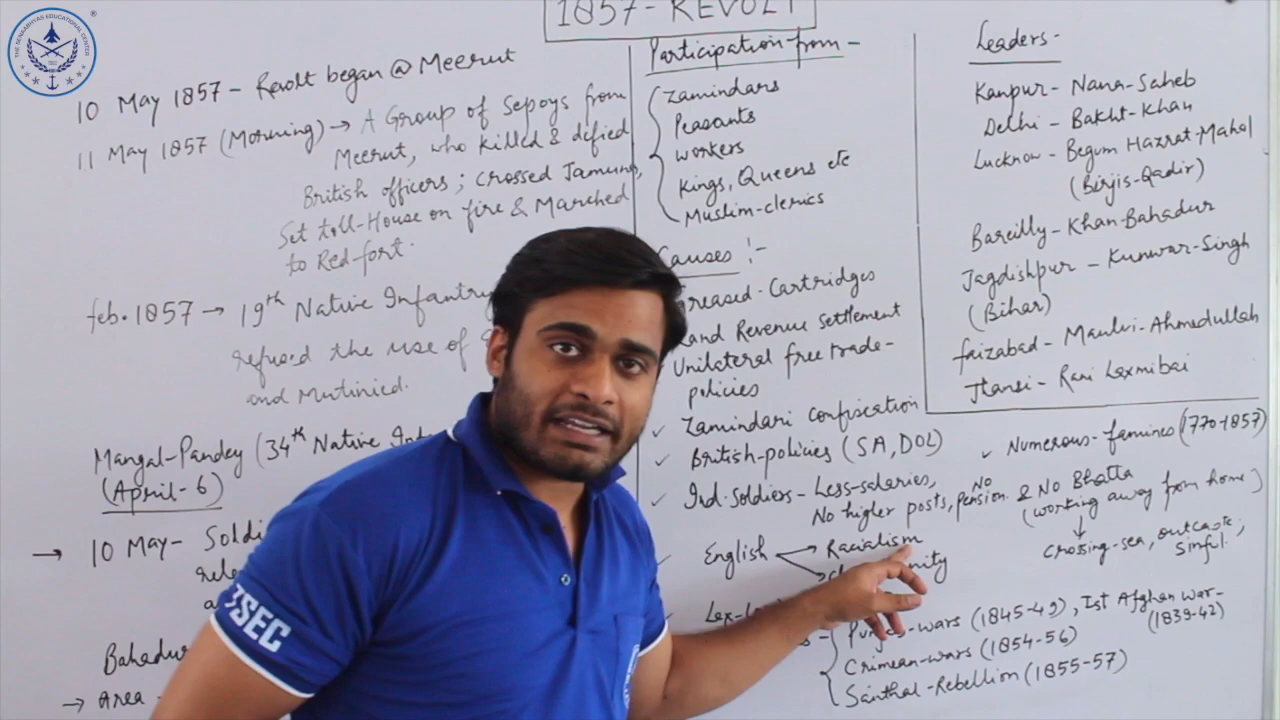 THE SENAABHYAS EDUCATIONAL CENTER
®
1857-REVOLT
10 May 1857 - Revolt began @ Meerut
11 May 1857 (Morning) → A Group of Sepoys from
Meerut, who killed & defied
British officers; crossed Jamuna,
Set toll-House on fire & Marched
to Red-fort.
feb. 1857 → 19th Native Infantry
refused the use of
and Mutinied.
Mangal-Pandey (34th Native
(April-6)
→ 10 May-
→ Area -
Participation-from-
Zamindars
Peasants
workers
Kings, Queens etc
Muslim-clerics
Causes :-
Greased-Cartridges
Land Revenue settlement
Unilateral free trade-
policies
✓ Zamindari confiscation
✓ British-policies (SA, DOL)
✓ Ind-Soldiers - Less-salaries,
No higher posts, No pension & No Bhatta
(working away from home)
↓
crossing-sea, outcaste,
sinful.
✓ Numerous-famines (1770-1857)
English → Racialism
Punjab-wars (1845-49), Ist Afghan war-
(1839-42)
Crimean-wars (1854-56)
Santhal-Rebellion (1855-57)
Leaders-
Kanpur - Nana-Saheb
Delhi - Bakht-Khan
Lucknow - Begum Hazrat-Mahal
(Birjis-Qadir)
Bareilly - Khan-Bahadur
Jagdishpur - Kunwar-Singh
(Bihar)
faizabad - Maulvi-Ahmedullah
Jhansi - Rani Laxmibai
TSEC